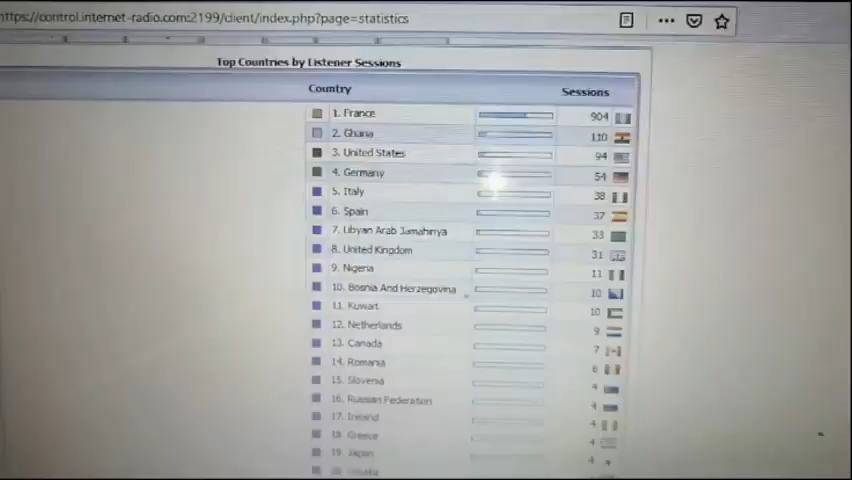 https://control.internet-radio.com:2199/client/index.php?page=statistics
Top Countries by Listener Sessions
Country Sessions
1. France 904
2. Ghana 110
3. United States 94
4. Germany 54
5. Italy 38
6. Spain 37
7. Libyan Arab Jamahiriya 33
8. United Kingdom 31
9. Nigeria 11
10. Bosnia And Herzegovina 10
11. Kuwait 10
12. Netherlands 9
13. Canada 7
14. Romania 6
15. Slovenia 4
16. Russian Federation 4
17. Ireland 4
18. Greece 4
19. Japan 4